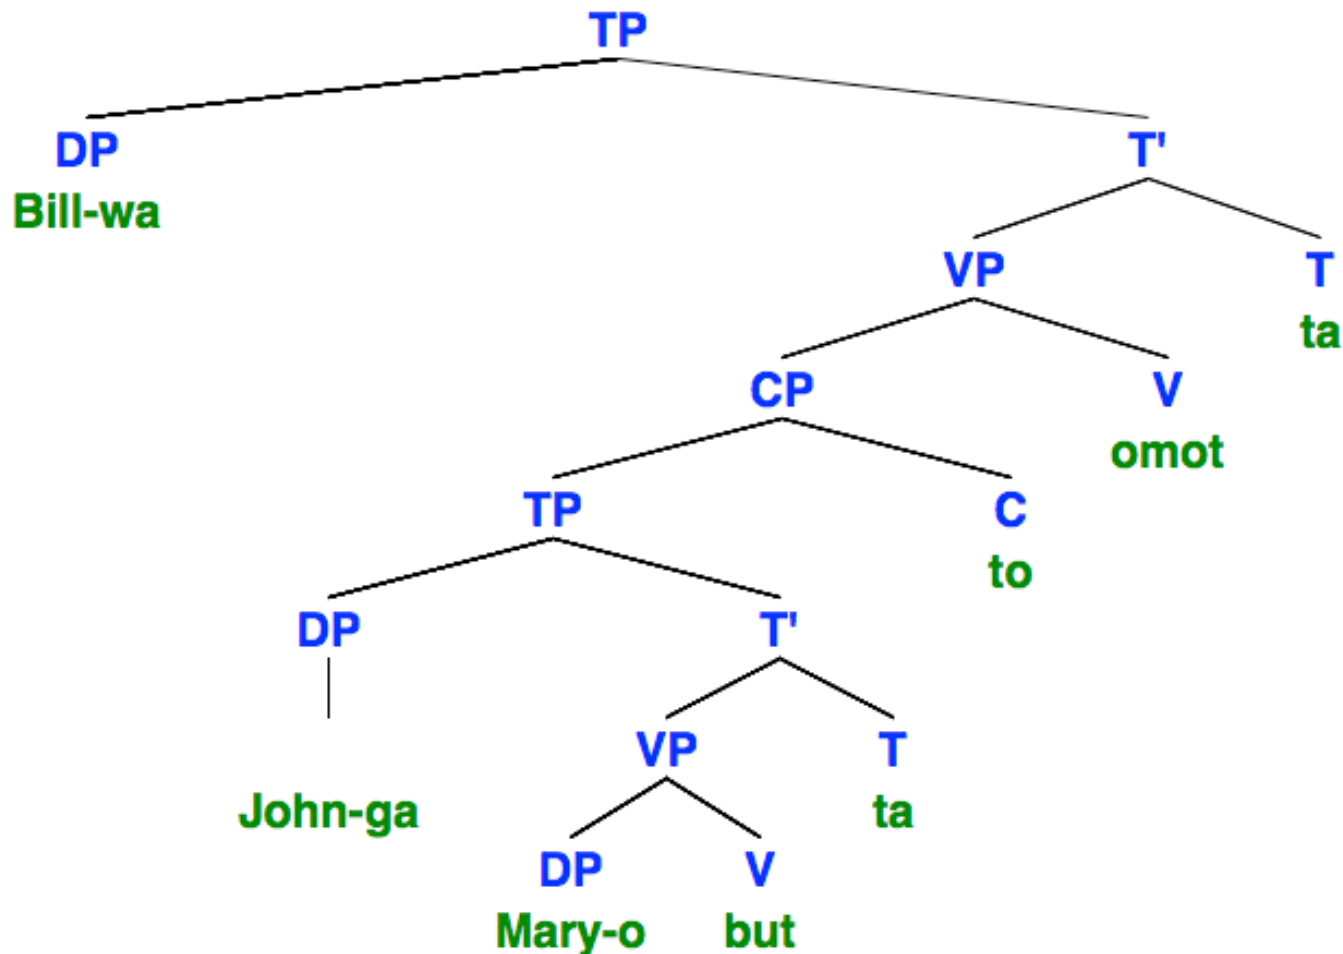 TP
DP T'
Bill-wa
VP T
ta
CP V
omot
TP C
to
DP T'
VP T
John-ga ta
DP V
Mary-o but